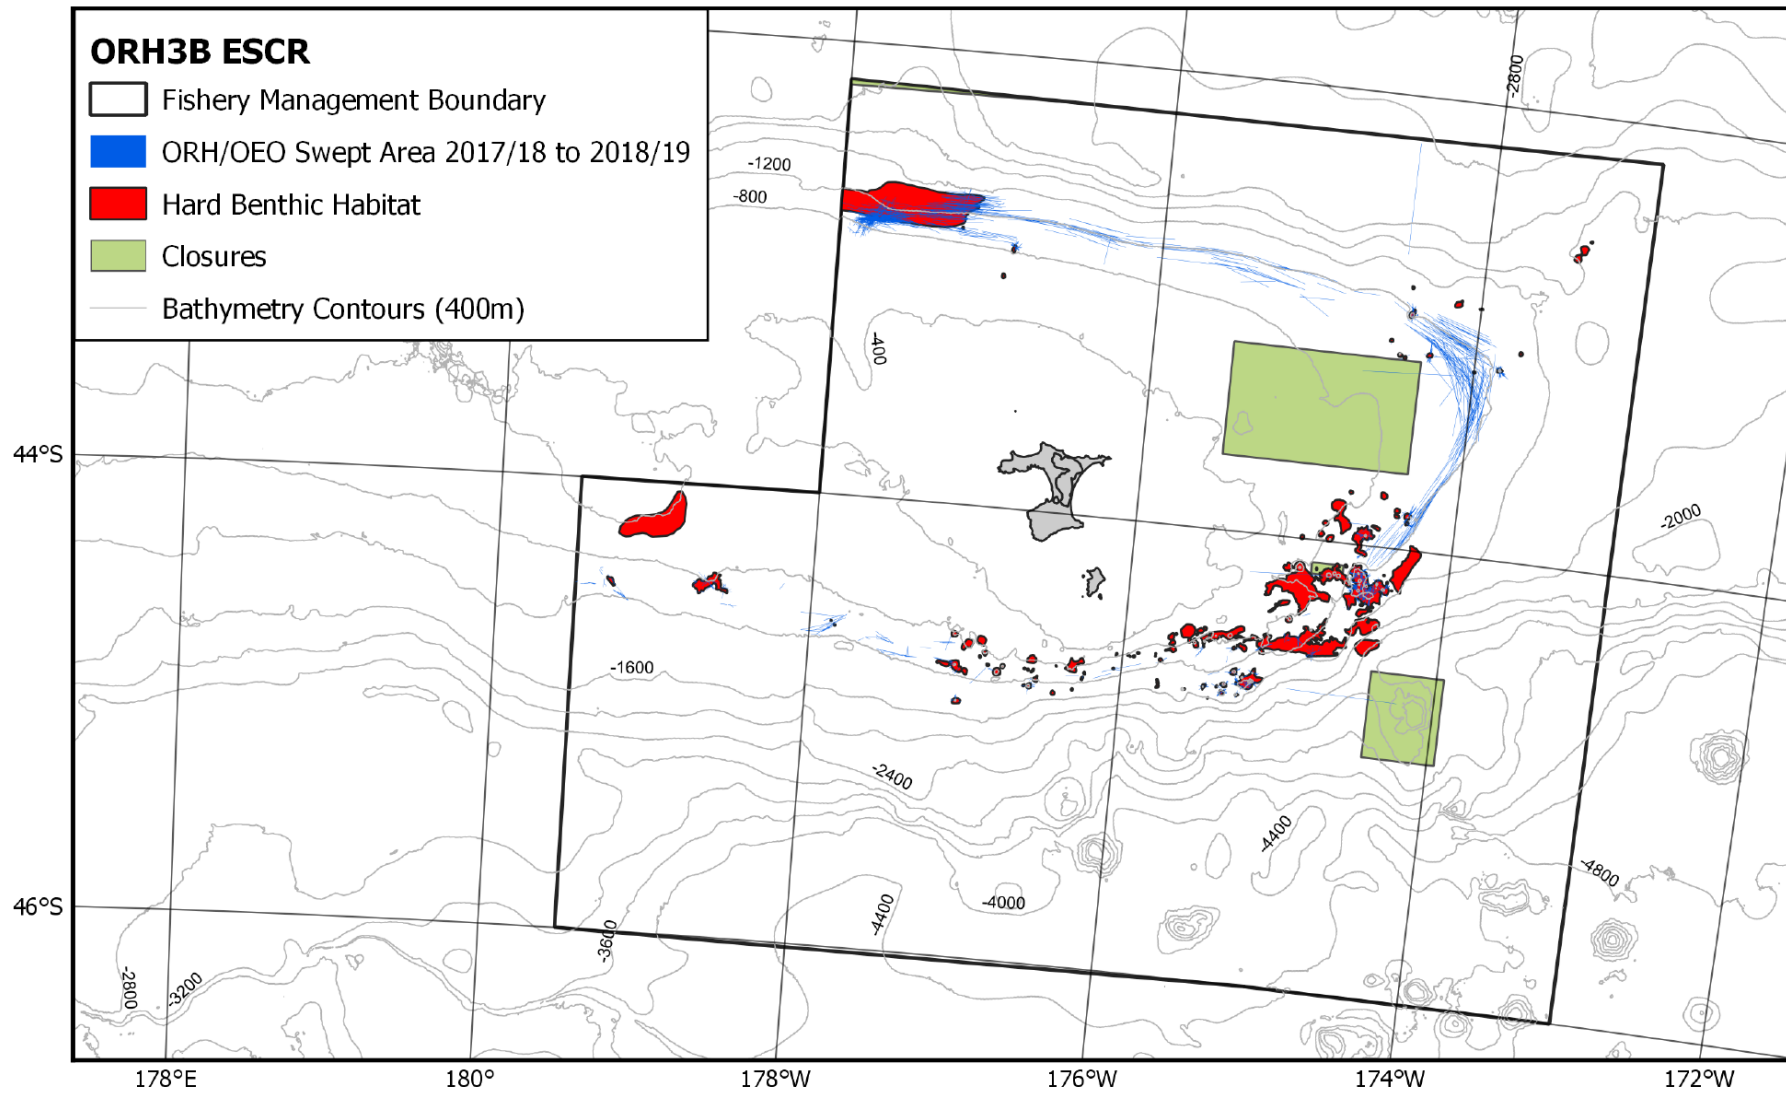 ORH3B ESCR
Fishery Management Boundary
ORH/OEO Swept Area 2017/18 to 2018/19
Hard Benthic Habitat
Closures
Bathymetry Contours (400m)
-2800
-1200
-800
-400
44°S
-2000
-1600
-2400
-4400
-4800
46°S
-4000
-4400
-3600
-2800
-3200
178°E
180°
178°W
176°W
174°W
172°W